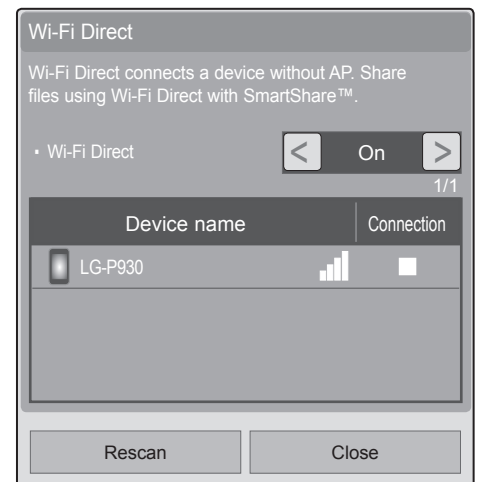 Wi-Fi Direct
Wi-Fi Direct connects a device without AP. Share
files using Wi-Fi Direct with SmartShare™.
• Wi-Fi Direct < On >
1/1
Device name Connection
LG-P930
Rescan Close